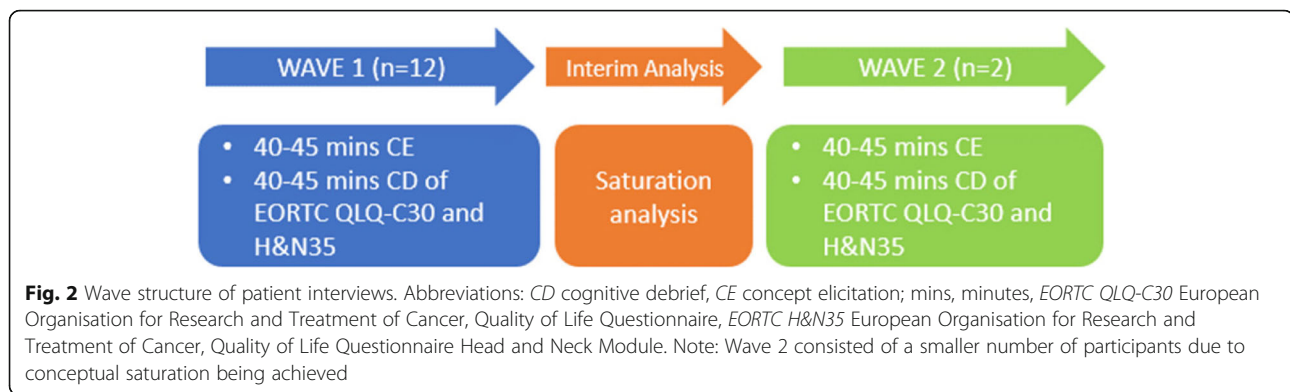 WAVE 1 (n=12)
Interim Analysis
WAVE 2 (n=2)
• 40-45 mins CE
• 40-45 mins CD of
EORTC QLQ-C30 and
H&N35
Saturation
analysis
• 40-45 mins CE
• 40-45 mins CD of
EORTC QLQ-C30 and
H&N35
Fig. 2 Wave structure of patient interviews. Abbreviations: CD cognitive debrief, CE concept elicitation; mins, minutes, EORTC QLQ-C30 European
Organisation for Research and Treatment of Cancer, Quality of Life Questionnaire, EORTC H&N35 European Organisation for Research and
Treatment of Cancer, Quality of Life Questionnaire Head and Neck Module. Note: Wave 2 consisted of a smaller number of participants due to
conceptual saturation being achieved